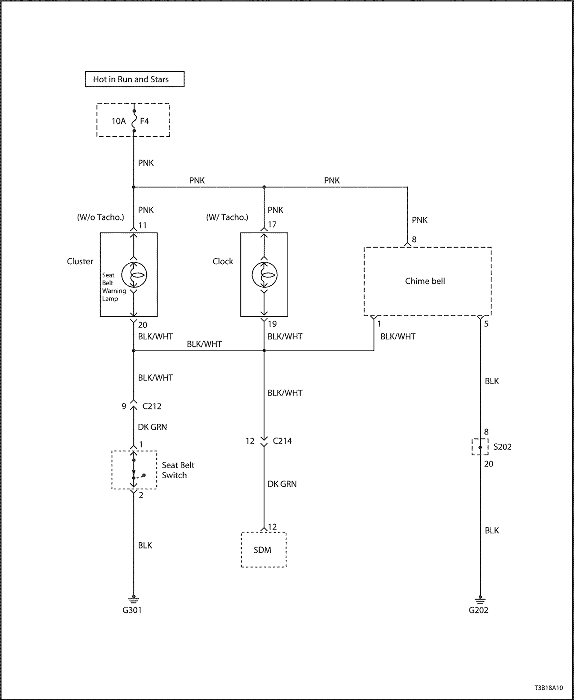 Hot in Run and Stars
10A F4
PNK
PNK PNK
(W/o Tacho.) PNK (W/ Tacho.) PNK PNK
11 17 8
Cluster Clock
Seat
Belt
Warning
Lamp
Chime bell
20 19 1 5
BLK/WHT BLK/WHT BLK/WHT
BLK/WHT
BLK/WHT BLK
BLK/WHT
9 C212
DK GRN
8
12 C214 S202
1
Seat Belt
Switch
20
DK GRN
2
12
BLK BLK
SDM
G301 G202
T3B18A10